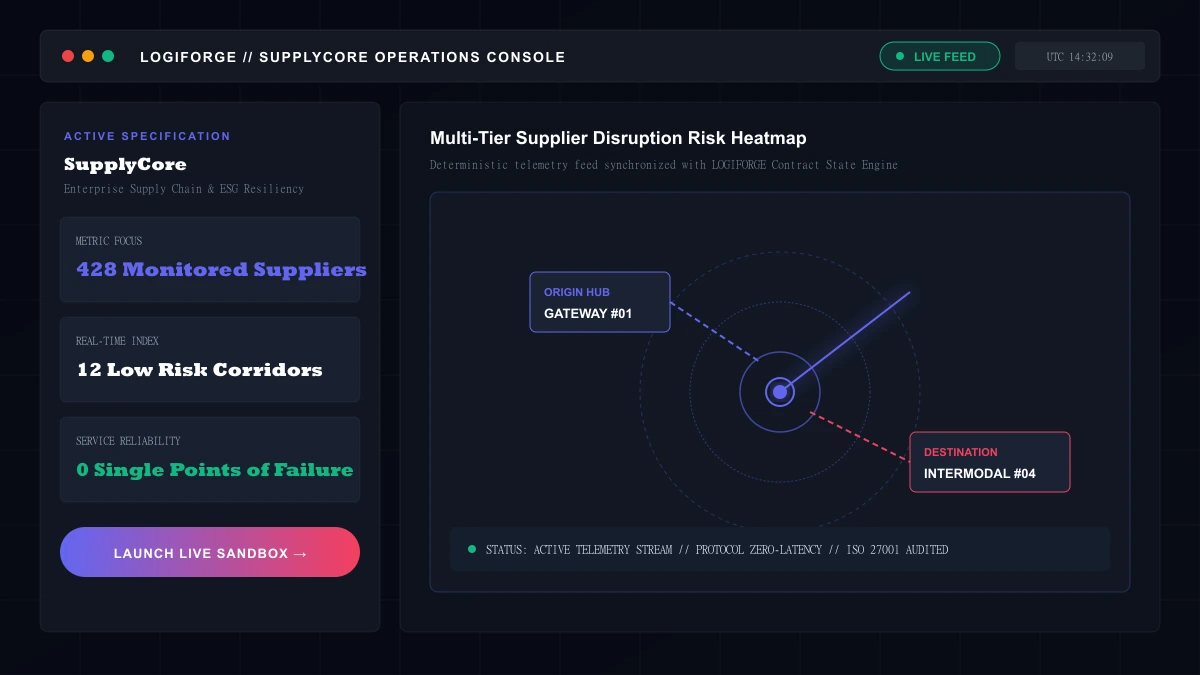 LOGIFORGE // SUPPLYCORE OPERATIONS CONSOLE
LIVE FEED
UTC 14:32:09
ACTIVE SPECIFICATION
SupplyCore
Enterprise Supply Chain & ESG Resiliency
METRIC FOCUS
428 Monitored Suppliers
REAL-TIME INDEX
12 Low Risk Corridors
SERVICE RELIABILITY
0 Single Points of Failure
LAUNCH LIVE SANDBOX →
Multi-Tier Supplier Disruption Risk Heatmap
Deterministic telemetry feed synchronized with LOGIFORGE Contract State Engine
ORIGIN HUB
GATEWAY #01
DESTINATION
INTERMODAL #04
STATUS: ACTIVE TELEMETRY STREAM // PROTOCOL ZERO-LATENCY // ISO 27001 AUDITED